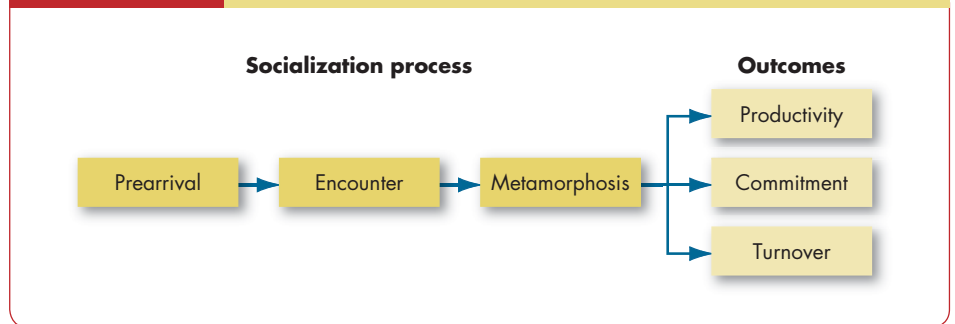 Socialization process
Outcomes
Productivity
Prearrival
Encounter
Metamorphosis
Commitment
Turnover